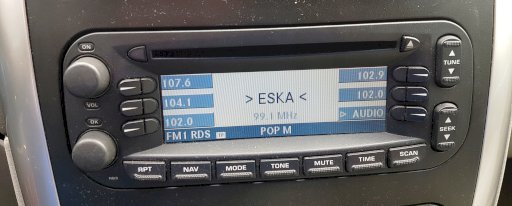 ON
TUNE
107.6
102.9
> ESKA <
VOL
104.1
102.0
99.1 MHz
OK
102.0
AUDIO
SEEK
FM1 RDS
POP M
RPT
NAV
MODE
TONE
MUTE
TIME
SCAN